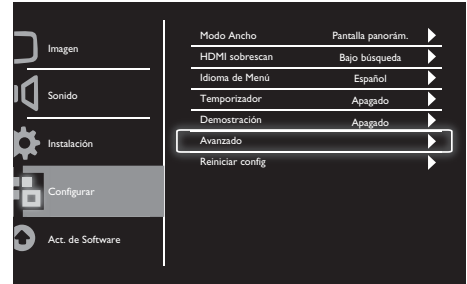 Imagen
Sonido
Instalación
Configurar
Act. de Software
Modo Ancho Pantalla panorám.
HDMI sobrescan Bajo búsqueda
Idioma de Menú Español
Temporizador Apagado
Demostración Apagado
Avanzado
Reiniciar config